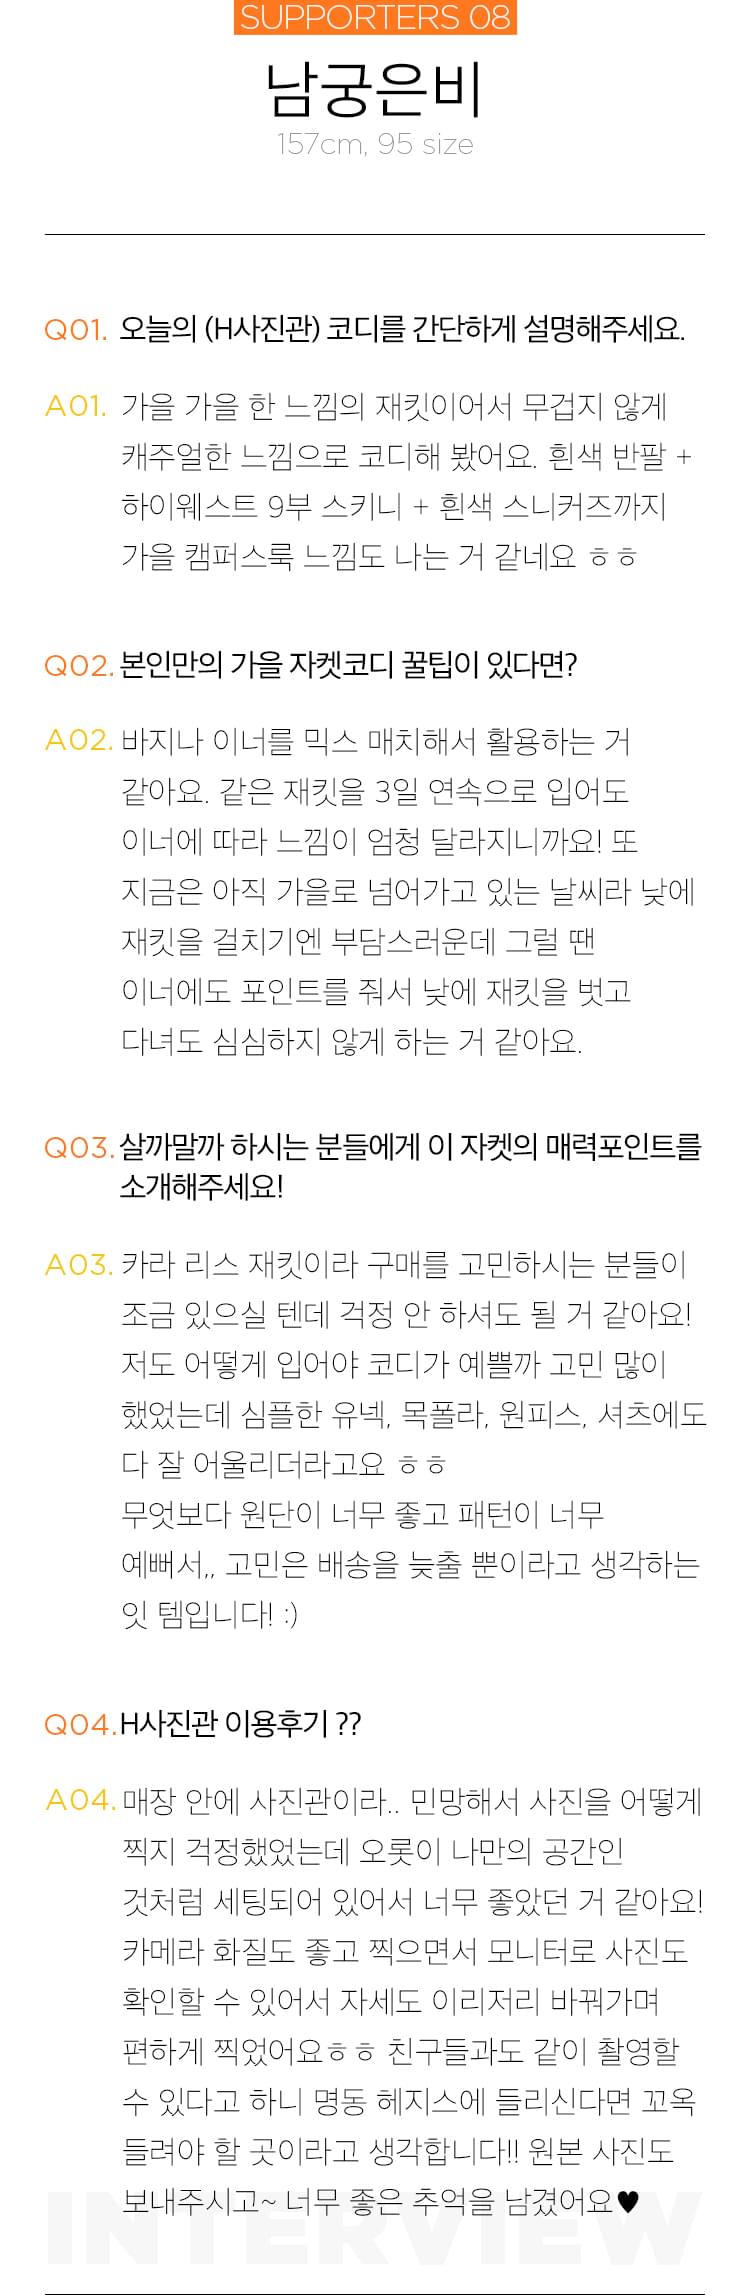 SUPPORTERS 08
남궁은비
157cm, 95 size
Q01. 오늘의 (H사진관) 코디를 간단하게 설명해주세요.
A01. 가을 가을 한 느낌의 재킷이어서 무겁지 않게
캐주얼한 느낌으로 코디해 봤어요. 흰색 반팔 +
하이웨스트 9부 스키니 + 흰색 스니커즈까지
가을 캠퍼스룩 느낌도 나는 거 같네요 ㅎㅎ
Q02. 본인만의 가을 자켓코디 꿀팁이 있다면?
A02. 바지나 이너를 믹스 매치해서 활용하는 거
같아요. 같은 재킷을 3일 연속으로 입어도
이너에 따라 느낌이 엄청 달라지니까요! 또
지금은 아직 가을로 넘어가고 있는 날씨라 낮에
재킷을 걸치기엔 부담스러운데 그럴 땐
이너에도 포인트를 줘서 낮에 재킷을 벗고
다녀도 심심하지 않게 하는 거 같아요.
Q03. 살까말까 하시는 분들에게 이 자켓의 매력포인트를
소개해주세요!
A03. 카라 리스 재킷이라 구매를 고민하시는 분들이
조금 있으실 텐데 걱정 안 하셔도 될 거 같아요!
저도 어떻게 입어야 코디가 예쁠까 고민 많이
했었는데 심플한 유넥, 목폴라, 원피스, 셔츠에도
다 잘 어울리더라고요 ㅎㅎ
무엇보다 원단이 너무 좋고 패턴이 너무
예뻐서,, 고민은 배송을 늦출 뿐이라고 생각하는
잇 템입니다! :)
Q04. H사진관 이용후기 ??
A04. 매장 안에 사진관이라.. 민망해서 사진을 어떻게
찍지 걱정했었는데 오롯이 나만의 공간인
것처럼 세팅되어 있어서 너무 좋았던 거 같아요!
카메라 화질도 좋고 찍으면서 모니터로 사진도
확인할 수 있어서 자세도 이리저리 바꿔가며
편하게 찍었어요ㅎㅎ 친구들과도 같이 촬영할
수 있다고 하니 명동 헤지스에 들리신다면 꼬옥
들려야 할 곳이라고 생각합니다!! 원본 사진도
보내주시고~ 너무 좋은 추억을 남겼어요♥
INTERVIEW